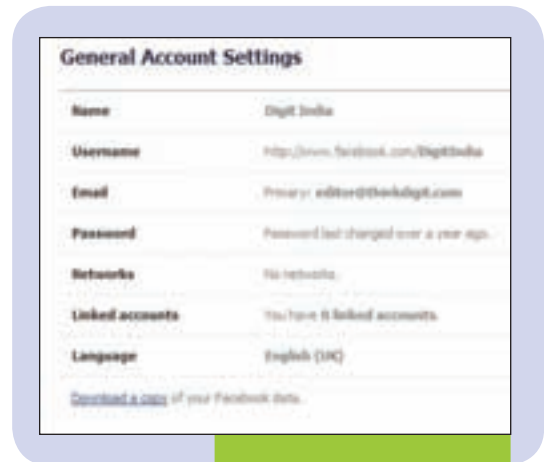 General Account Settings
Name Digit India
Username http://www.facebook.com/DigitIndia
Email Primary: editor@thinkdigit.com
Password Password last changed over a year ago.
Networks No networks.
Linked accounts You have 0 linked accounts.
Language English (UK)
Download a copy of your Facebook data.